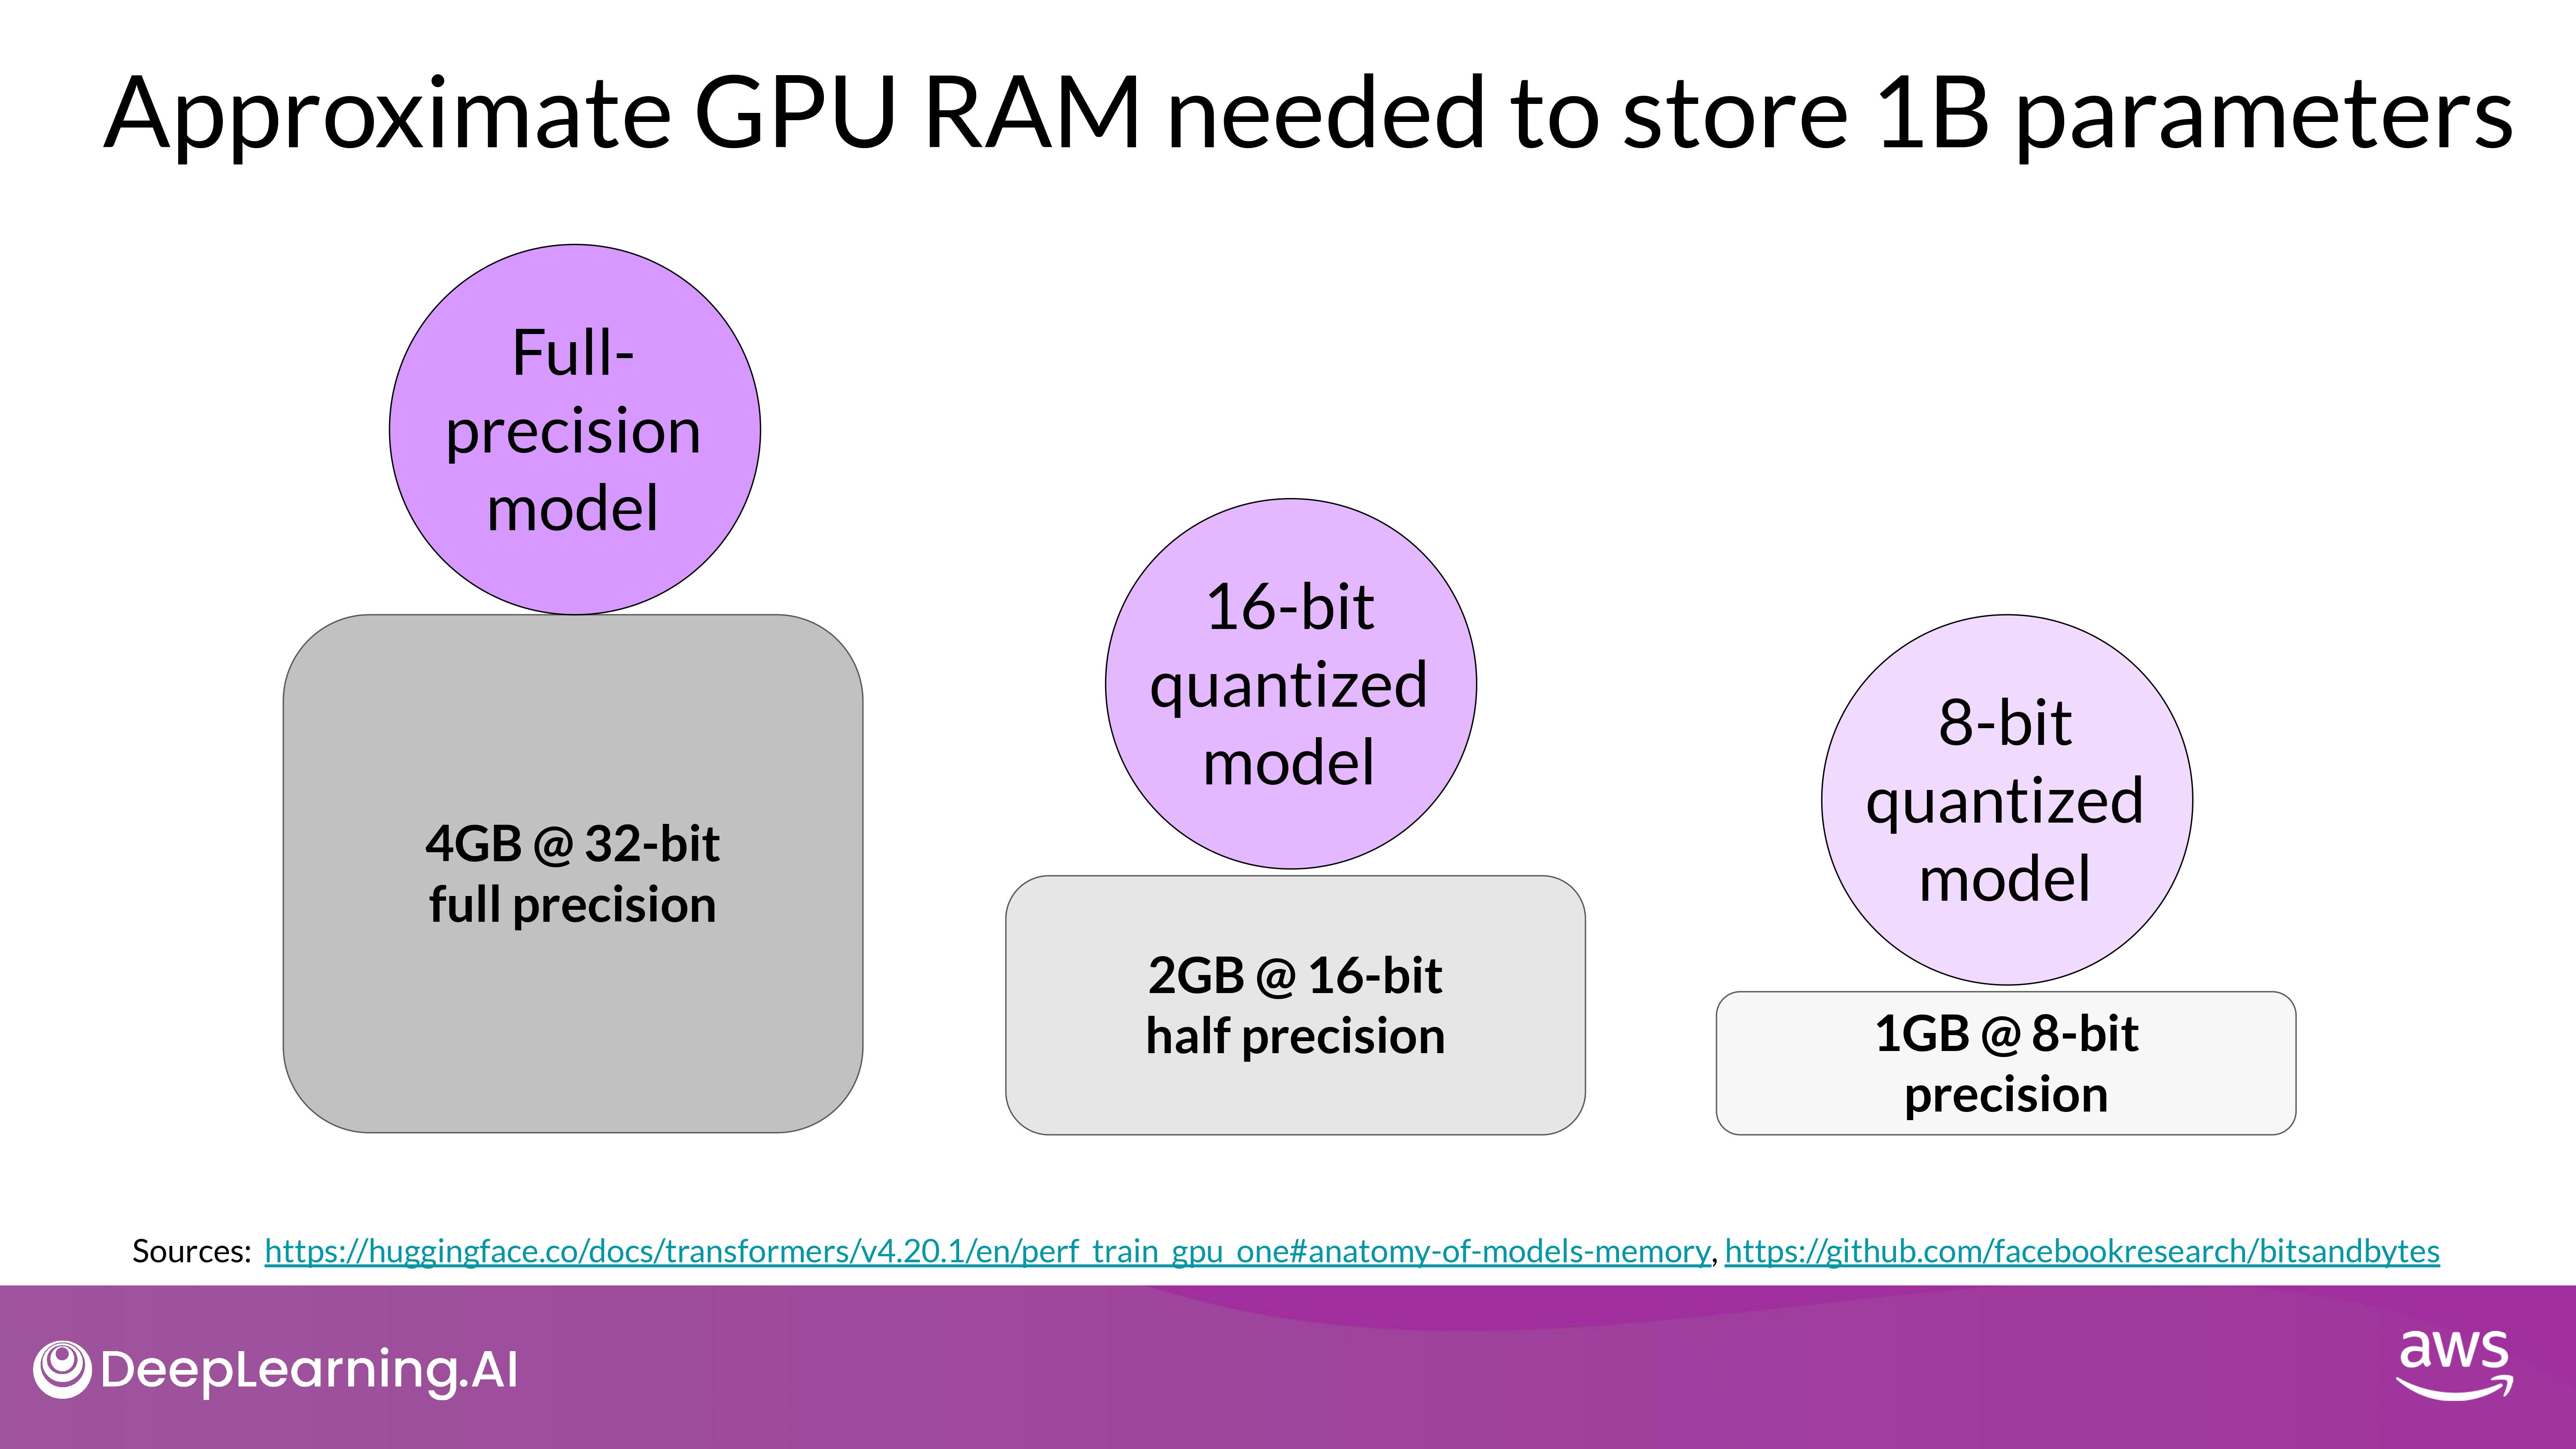 Approximate GPU RAM needed to store 1B parameters
Full-
precision
model
4GB @ 32-bit
full precision
16-bit
quantized
model
2GB @ 16-bit
half precision
8-bit
quantized
model
1GB @ 8-bit
precision
Sources: https://huggingface.co/docs/transformers/v4.20.1/en/perf_train_gpu_one#anatomy-of-models-memory, https://github.com/facebookresearch/bitsandbytes
DeepLearning.AI
aws